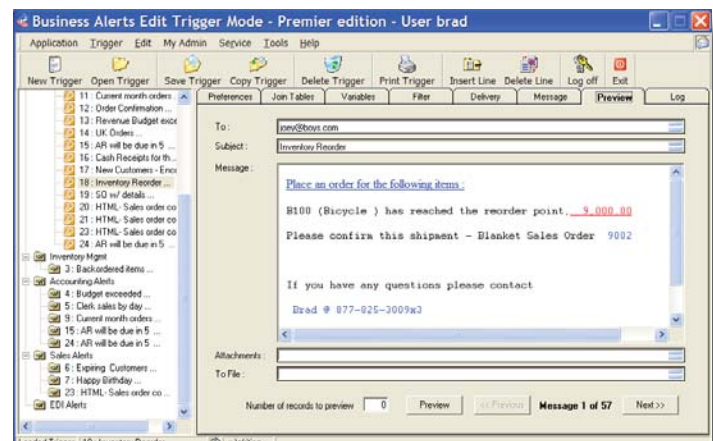 Business Alerts Edit Trigger Mode - Premier edition - User brad
Application Trigger Edit My Admin Service Tools Help
New Trigger Open Trigger Save Trigger Copy Trigger Delete Trigger Print Trigger Insert Line Delete Line Log off Exit
11 : Current month orders
12 : Order Confirmation ...
13 : Revenue Budget exce
14 : UK Orders ...
15 : AR will be due in 5 ...
16 : Cash Receipts for th...
17 : New Customers - Enco
18 : Inventory Reorder ...
19 : SO w/ details ...
20 : HTML- Sales order co
21 : HTML- Sales order co
23 : HTML- Sales order co
24 : AR will be due in 5 ...
Inventory Mgmt
3 : Backordered items ...
Accounting Alerts
4 : Budget exceeded ...
5 : Clerk sales by day ...
9 : Current month orders ...
15 : AR will be due in 5 ...
24 : AR will be due in 5 ...
Sales Alerts
6 : Expiring Customers ...
7 : Happy Birthday ...
23 : HTML- Sales order co ...
EDI Alerts
Preferences Join Tables Variables Filter Delivery Message Preview Log
To :
Subject : Inventory Reorder
Message :
Place an order for the following items :
B100 (Bicycle ) has reached the reorder point. 9,000.00
Please confirm this shipment - Blanket Sales Order 9002
If you have any questions please contact
Brad @ 877-825-3009x3
Attachments :
To File :
Number of records to preview 0 Preview << Previous Message 1 of 57 Next >>